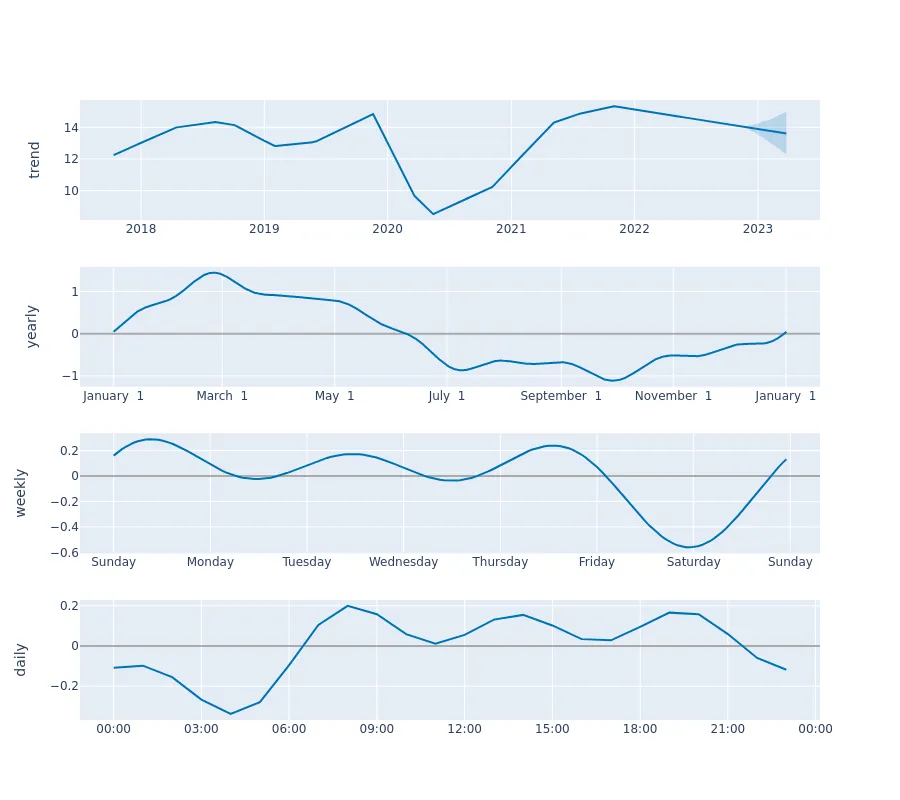 trend
14
12
10
2018 2019 2020 2021 2022 2023
yearly
1
0
−1
January 1 March 1 May 1 July 1 September 1 November 1 January 1
weekly
0.2
0
−0.2
−0.4
−0.6
Sunday Monday Tuesday Wednesday Thursday Friday Saturday Sunday
daily
0.2
0
−0.2
00:00 03:00 06:00 09:00 12:00 15:00 18:00 21:00 00:00